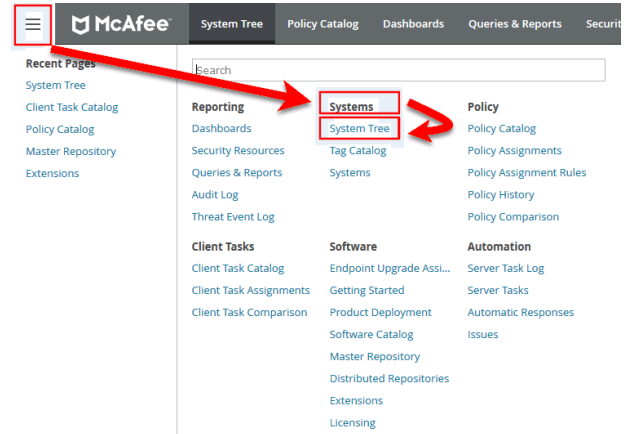 McAfee System Tree Policy Catalog Dashboards Queries & Reports Securit
Recent Pages
System Tree
Client Task Catalog
Policy Catalog
Master Repository
Extensions
Search
Reporting
Dashboards
Security Resources
Queries & Reports
Audit Log
Threat Event Log
Systems
System Tree
Tag Catalog
Systems
Policy
Policy Catalog
Policy Assignments
Policy Assignment Rules
Policy History
Policy Comparison
Client Tasks
Client Task Catalog
Client Task Assignments
Client Task Comparison
Software
Endpoint Upgrade Assi...
Getting Started
Product Deployment
Software Catalog
Master Repository
Distributed Repositories
Extensions
Licensing
Automation
Server Task Log
Server Tasks
Automatic Responses
Issues